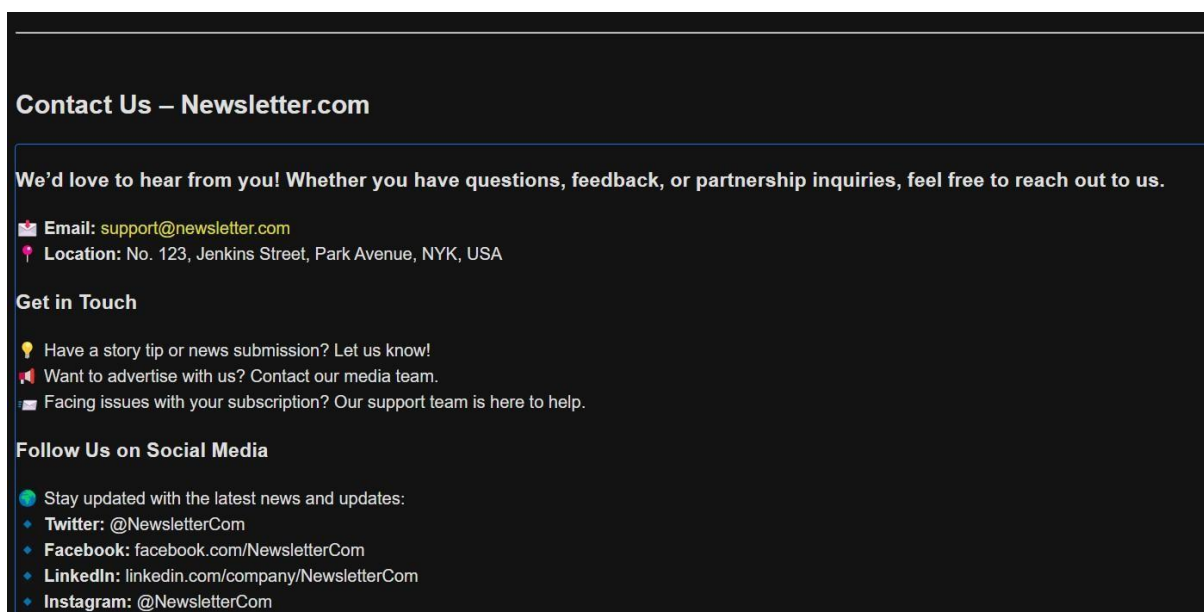 Contact Us – Newsletter.com
We’d love to hear from you! Whether you have questions, feedback, or partnership inquiries, feel free to reach out to us.
Email: support@newsletter.com
Location: No. 123, Jenkins Street, Park Avenue, NYK, USA
Get in Touch
Have a story tip or news submission? Let us know!
Want to advertise with us? Contact our media team.
Facing issues with your subscription? Our support team is here to help.
Follow Us on Social Media
Stay updated with the latest news and updates:
Twitter: @NewsletterCom
Facebook: facebook.com/NewsletterCom
LinkedIn: linkedin.com/company/NewsletterCom
Instagram: @NewsletterCom